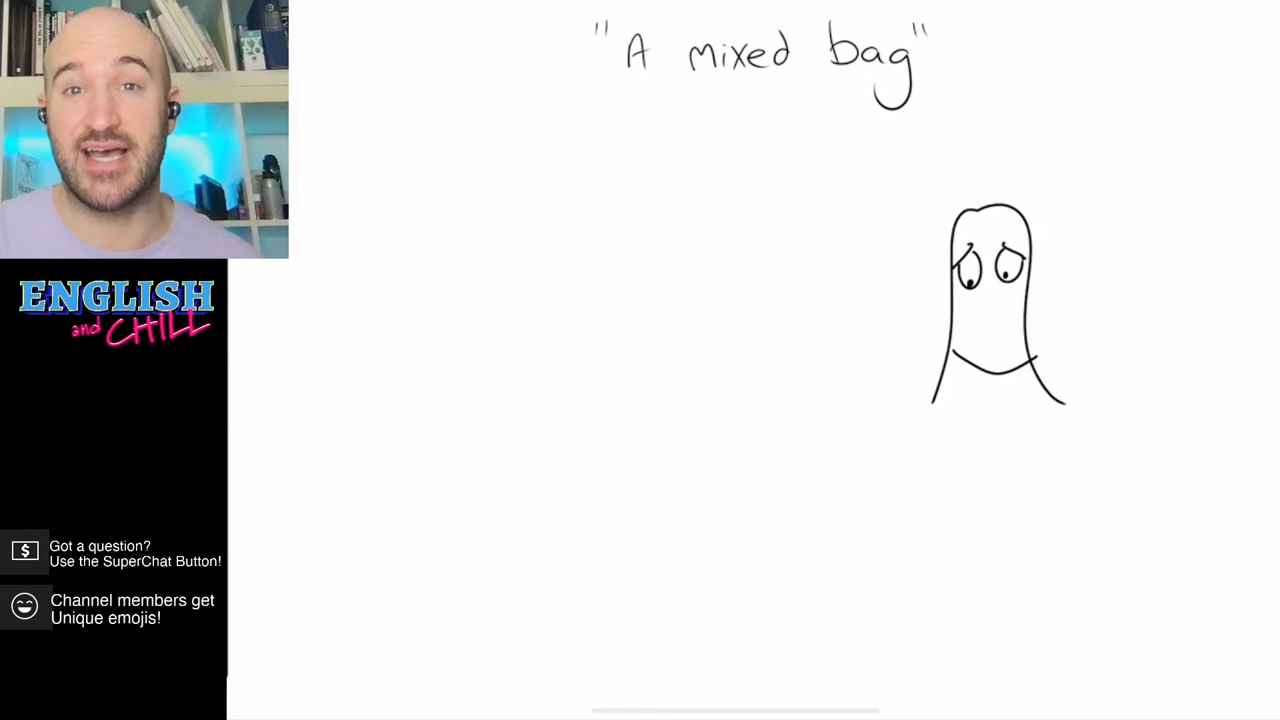 "A mixed bag"
ENGLISH
and CHILL
$
Got a question?
Use the SuperChat Button!
Channel members get
Unique emojis!